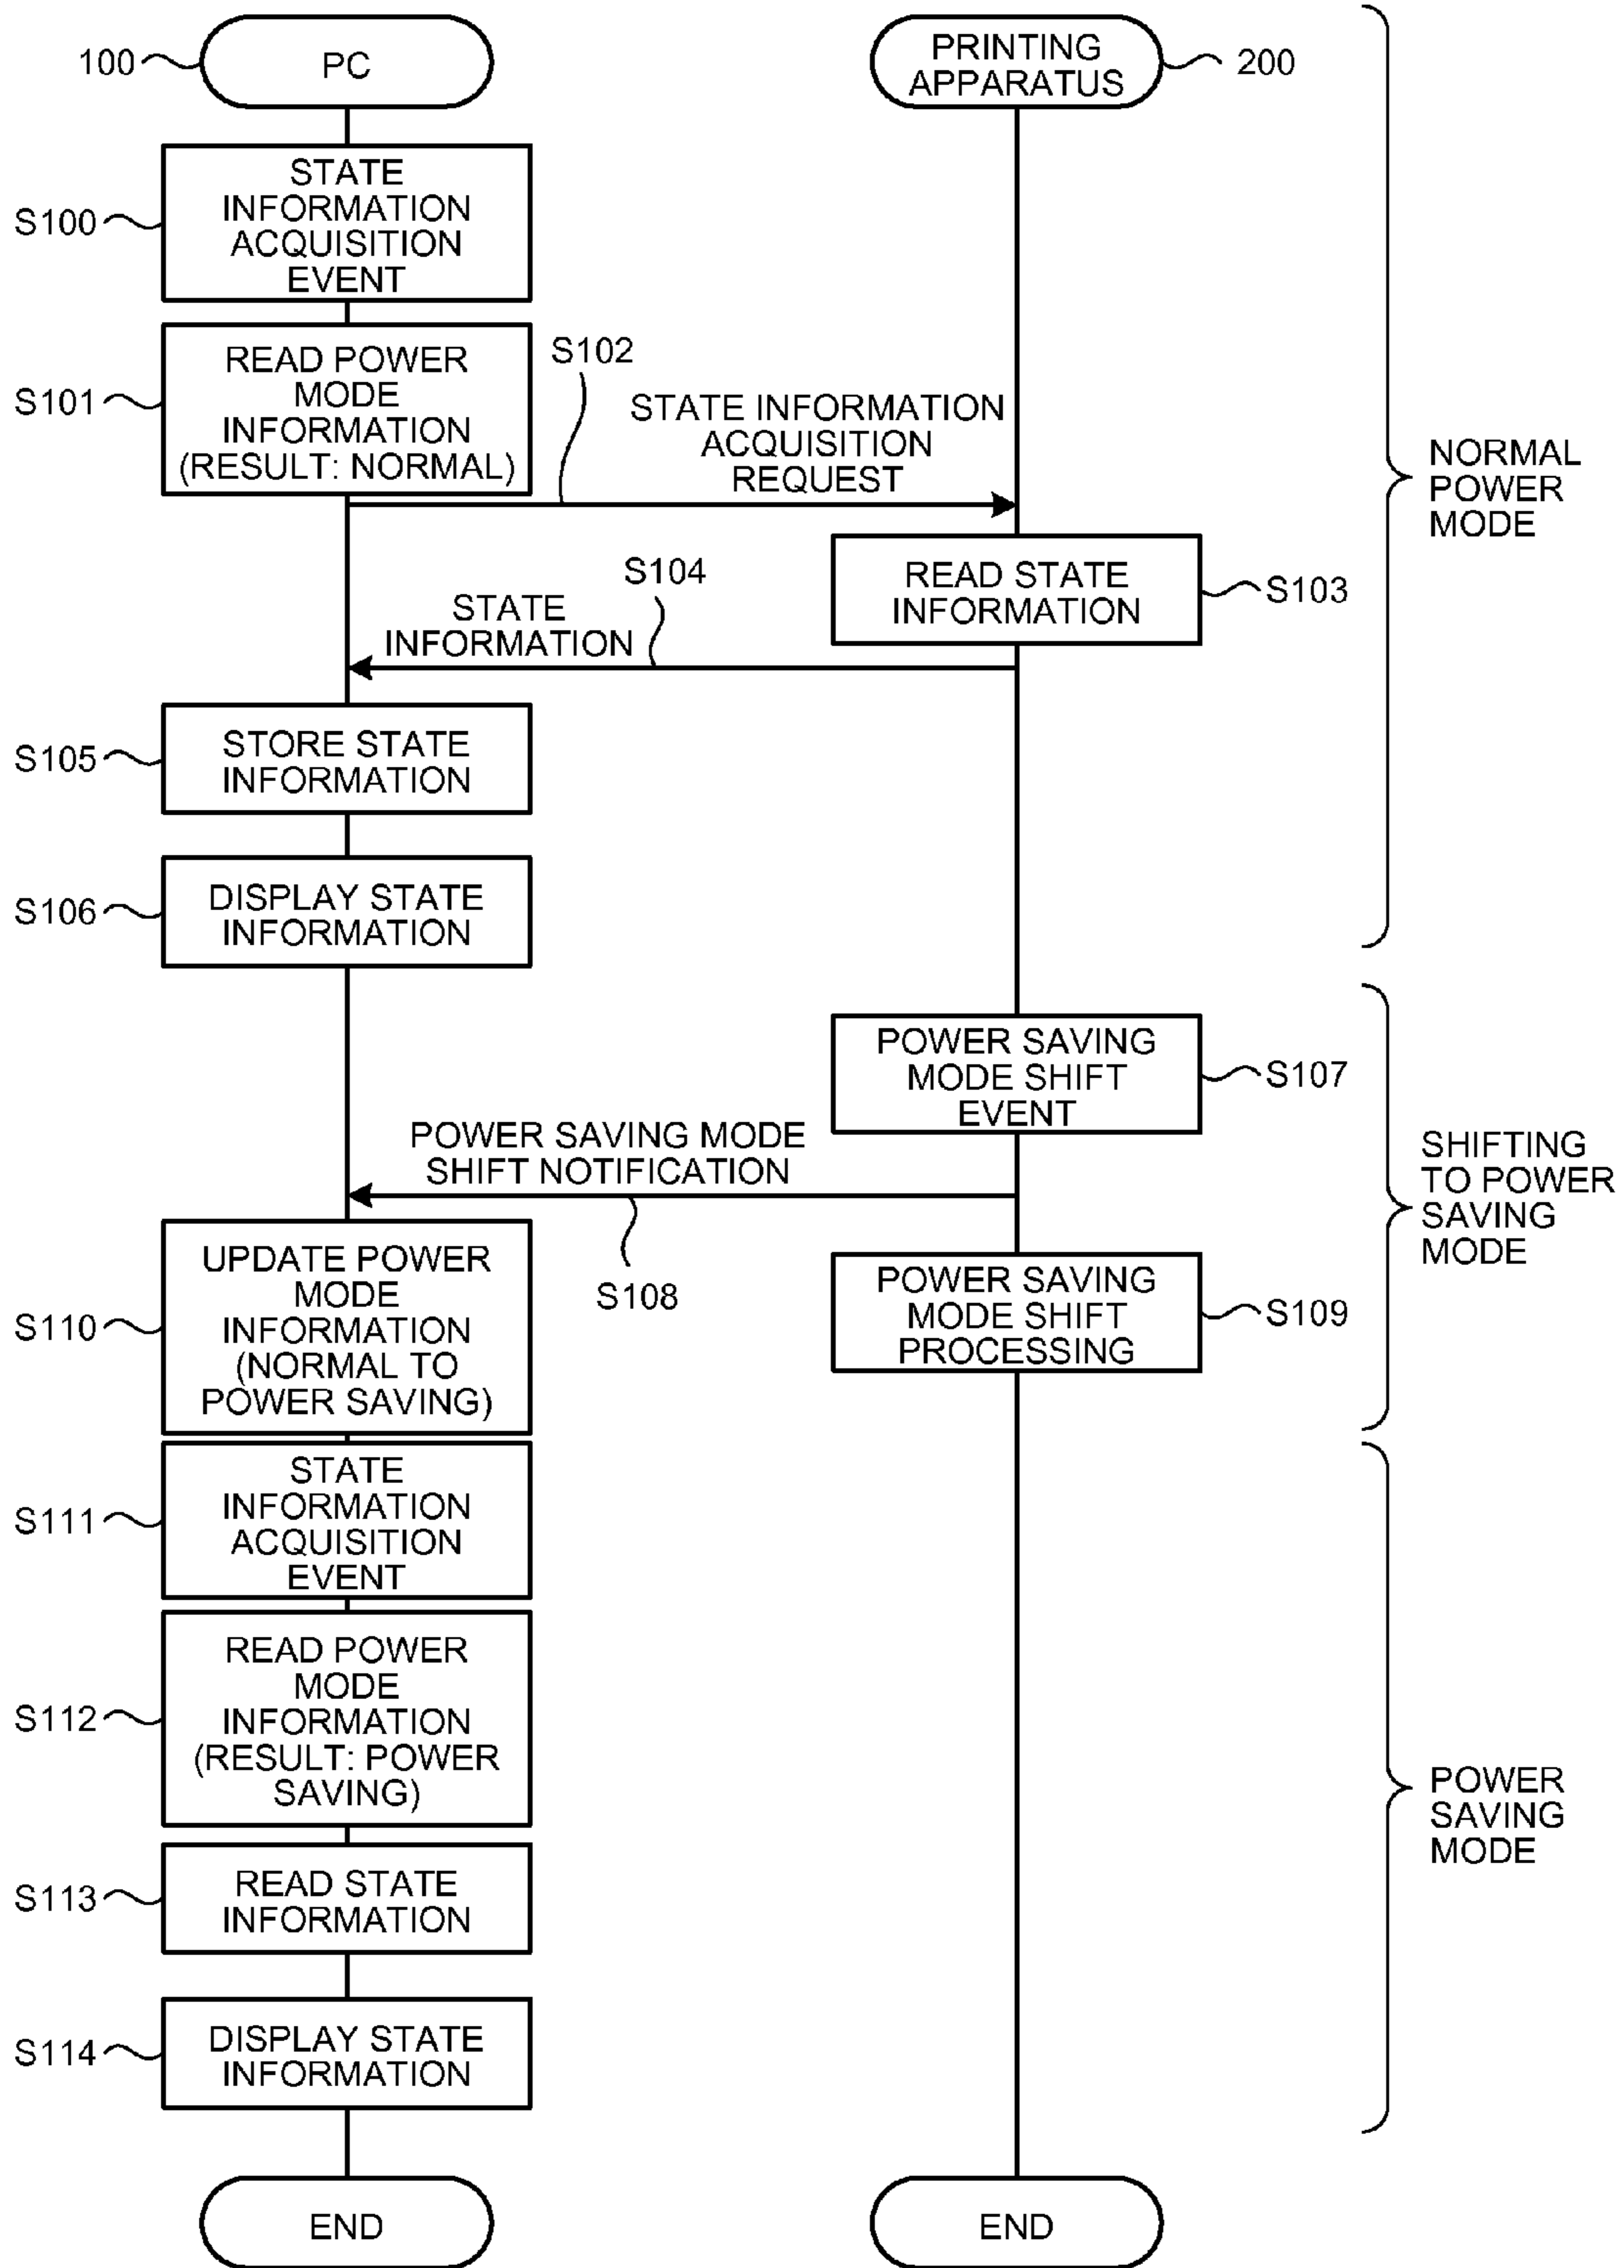 100
PC
PRINTING
APPARATUS
200
S100
STATE
INFORMATION
ACQUISITION
EVENT
S101
READ POWER
MODE
INFORMATION
(RESULT: NORMAL)
S102
STATE INFORMATION
ACQUISITION
REQUEST
NORMAL
POWER
MODE
READ STATE
INFORMATION
S103
S104
STATE
INFORMATION
S105
STORE STATE
INFORMATION
S106
DISPLAY STATE
INFORMATION
POWER SAVING
MODE SHIFT
EVENT
S107
POWER SAVING MODE
SHIFT NOTIFICATION
S108
SHIFTING
TO POWER
SAVING
MODE
S110
UPDATE POWER
MODE
INFORMATION
(NORMAL TO
POWER SAVING)
POWER SAVING
MODE SHIFT
PROCESSING
S109
S111
STATE
INFORMATION
ACQUISITION
EVENT
S112
READ POWER
MODE
INFORMATION
(RESULT: POWER
SAVING)
POWER
SAVING
MODE
S113
READ STATE
INFORMATION
S114
DISPLAY STATE
INFORMATION
END
END